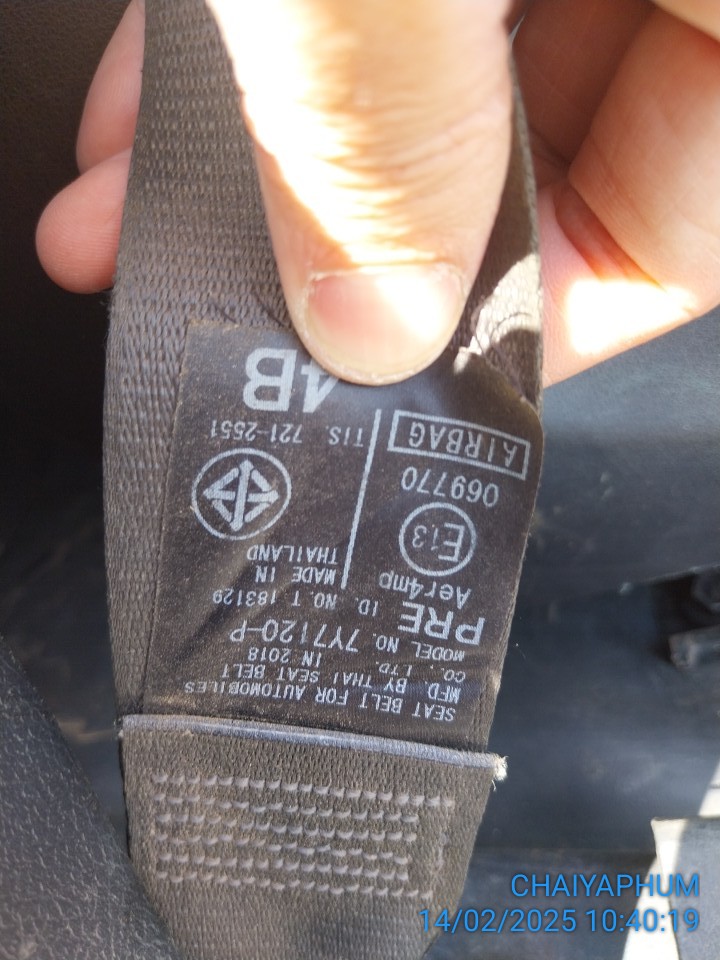 SEAT BELT FOR AUTOMOBILES
MFD. BY THAI SEAT BELT
CO., LTD. IN 2018
MODEL NO. 7Y7120-P
PRE ID. NO. T 183129
Aer4mp
MADE IN
THAILAND
E13
069770
AIRBAG
TIS. 721-2551
4B
CHAIYAPHUM
14/02/2025 10:40:19